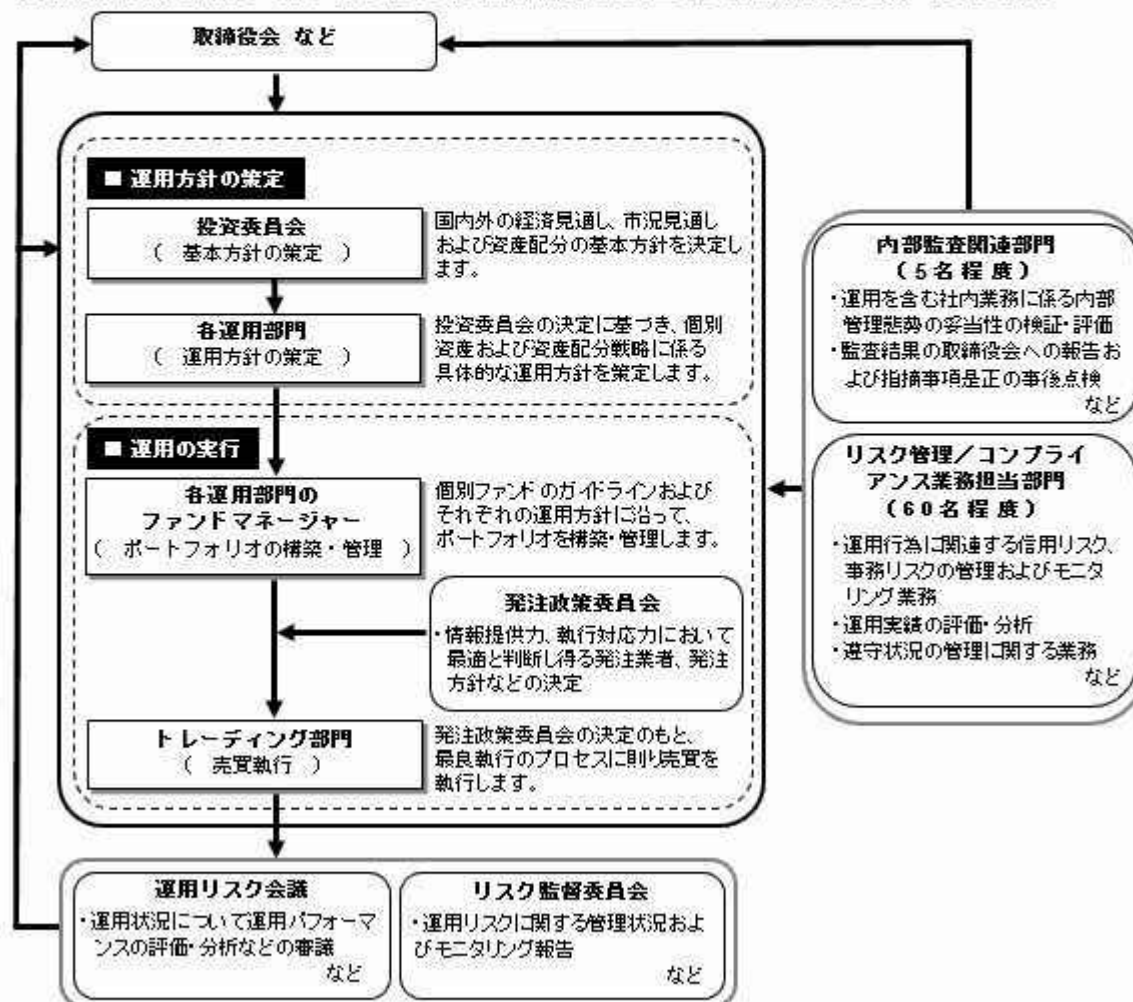 取締役会 など
■ 運用方針の策定
投資委員会
( 基本方針の策定 )
国内外の経済見通し、市況見通し
および資産配分の基本方針を決定し
ます。
各運用部門
( 運用方針の策定 )
投資委員会の決定に基づき、個別
資産および資産配分戦略に係る
具体的な運用方針を策定します。
■ 運用の実行
各運用部門の
ファンドマネージャー
( ポートフォリオの構築・管理 )
個別ファンドのガイドラインおよび
それぞれの運用方針に沿って、
ポートフォリオを構築・管理します。
発注政策委員会
・情報提供力、執行対応力において
最適と判断し得る発注業者、発注
方針などの決定
トレーディング部門
( 売買執行 )
発注政策委員会の決定のもと、
最良執行のプロセスに則り売買を
執行します。
内部監査関連部門
(5名程度)
・運用を含む社内業務に係る内部
管理態勢の妥当性の検証・評価
・監査結果の取締役会への報告お
よび指摘事項是正の事後点検
など
リスク管理/コンプライ
アンス業務担当部門
(60名程度)
・運用行為に関連する信用リスク、
事務リスクの管理およびモニタ
リング業務
・運用実績の評価・分析
・遵守状況の管理に関する業務
など
運用リスク会議
・運用状況について運用パフォーマ
ンスの評価・分析などの審議
など
リスク監督委員会
・運用リスクに関する管理状況およ
びモニタリング報告
など